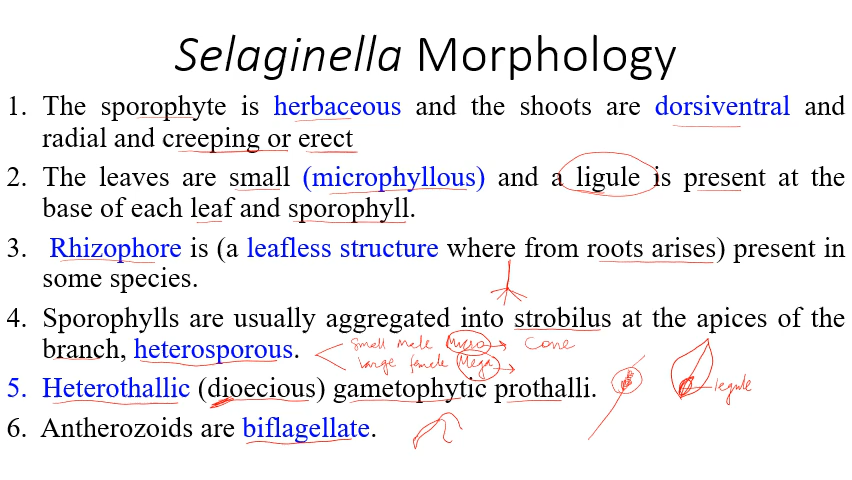 Selaginella Morphology
1. The sporophyte is herbaceous and the shoots are dorsiventral and
radial and creeping or erect
2. The leaves are small (microphyllous) and a ligule is present at the
base of each leaf and sporophyll.
3. Rhizophore is (a leafless structure where from roots arises) present in
some species.
4. Sporophylls are usually aggregated into strobilus at the apices of the
branch, heterosporous.
Small male Micro Cone
large female Mega
5. Heterothallic (dioecious) gametophytic prothalli.
legule
6. Antherozoids are biflagellate.